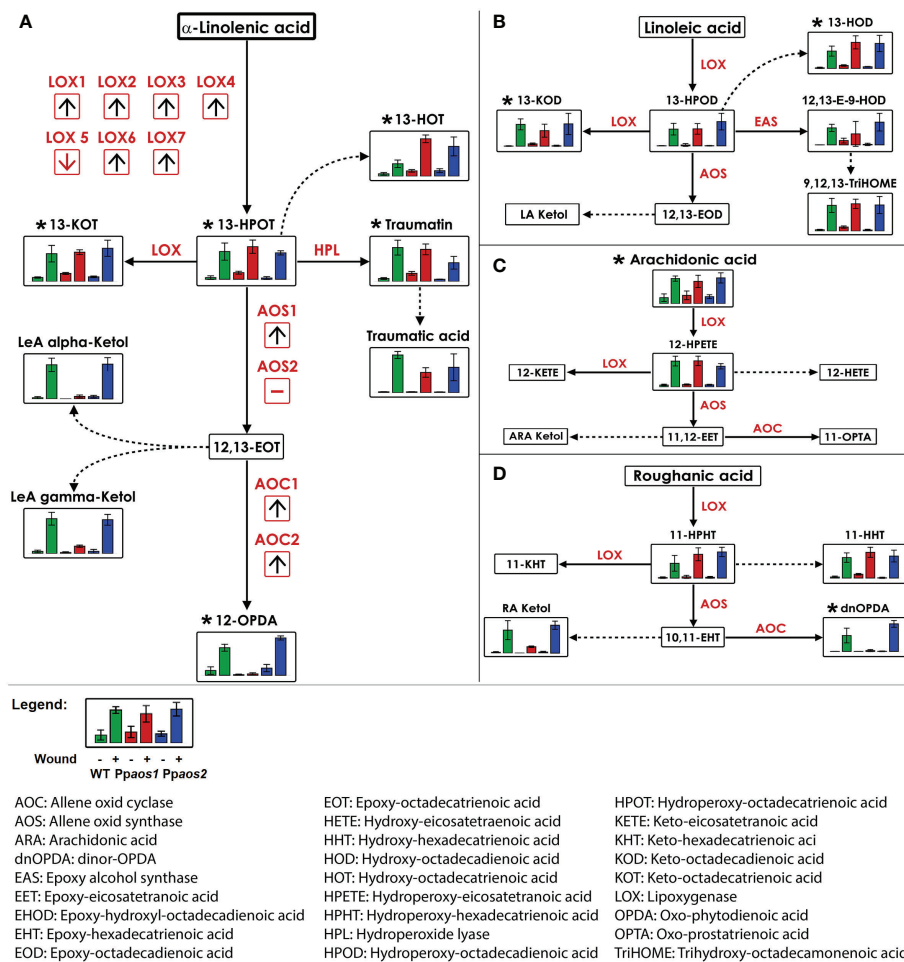 A
α-Linolenic acid
LOX1 LOX2 LOX3 LOX4
LOX 5 LOX6 LOX7
* 13-HOT
* 13-KOT
* 13-HPOT
* Traumatin
LOX
HPL
AOS1
Traumatic acid
LeA alpha-Ketol
AOS2
12,13-EOT
LeA gamma-Ketol
AOC1
AOC2
* 12-OPDA
B
Linoleic acid
* 13-HOD
LOX
* 13-KOD
13-HPOD
12,13-E-9-HOD
LOX
EAS
AOS
9,12,13-TriHOME
LA Ketol
12,13-EOD
C
* Arachidonic acid
LOX
12-HPETE
12-KETE
LOX
12-HETE
AOS
ARA Ketol
11,12-EET
AOC
11-OPTA
D
Roughanic acid
LOX
11-HPHT
11-HHT
11-KHT
LOX
AOS
RA Ketol
* dnOPDA
10,11-EHT
AOC
Legend:
Wound - + - + - +
WT Ppaos1 Ppaos2
AOC: Allene oxid cyclase
AOS: Allene oxid synthase
ARA: Arachidonic acid
dnOPDA: dinor-OPDA
EAS: Epoxy alcohol synthase
EET: Epoxy-eicosatetranoic acid
EHOD: Epoxy-hydroxyl-octadecadienoic acid
EHT: Epoxy-hexadecatrienoic acid
EOD: Epoxy-octadecadienoic acid
EOT: Epoxy-octadecatrienoic acid
HETE: Hydroxy-eicosatetraenoic acid
HHT: Hydroxy-hexadecatrienoic acid
HOD: Hydroxy-octadecadienoic acid
HOT: Hydroxy-octadecatrienoic acid
HPETE: Hydroperoxy-eicosatetranoic acid
HPHT: Hydroperoxy-hexadecatrienoic acid
HPL: Hydroperoxide lyase
HPOD: Hydroperoxy-octadecadienoic acid
HPOT: Hydroperoxy-octadecatrienoic acid
KETE: Keto-eicosatetranoic acid
KHT: Keto-hexadecatrienoic aci
KOD: Keto-octadecadienoic acid
KOT: Keto-octadecatrienoic acid
LOX: Lipoxygenase
OPDA: Oxo-phytodienoic acid
OPTA: Oxo-prostatrienoic acid
TriHOME: Trihydroxy-octadecamonenoic acid